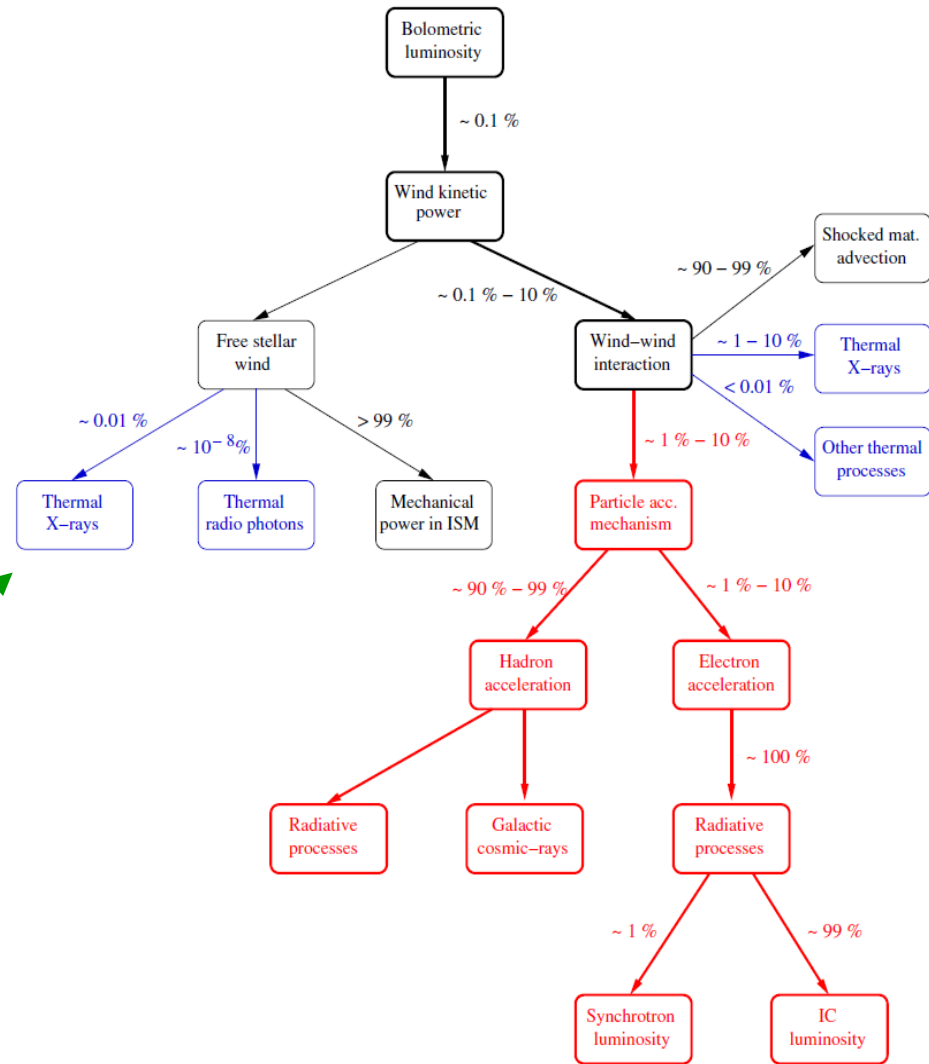 Bolometric
luminosity
~ 0.1 %
Wind kinetic
power
Shocked mat.
advection
~ 90 – 99 %
~ 0.1 % – 10 %
Free stellar
wind
Wind–wind
interaction
~ 1 – 10 %
Thermal
X–rays
< 0.01 %
~ 0.01 %
~ 10⁻⁸%
> 99 %
~ 1 % – 10 %
Other thermal
processes
Thermal
X–rays
Thermal
radio photons
Mechanical
power in ISM
Particle acc.
mechanism
~ 90 % – 99 %
~ 1 % – 10 %
Hadron
acceleration
Electron
acceleration
~ 100 %
Radiative
processes
Galactic
cosmic–rays
Radiative
processes
~ 1 %
~ 99 %
Synchrotron
luminosity
IC
luminosity